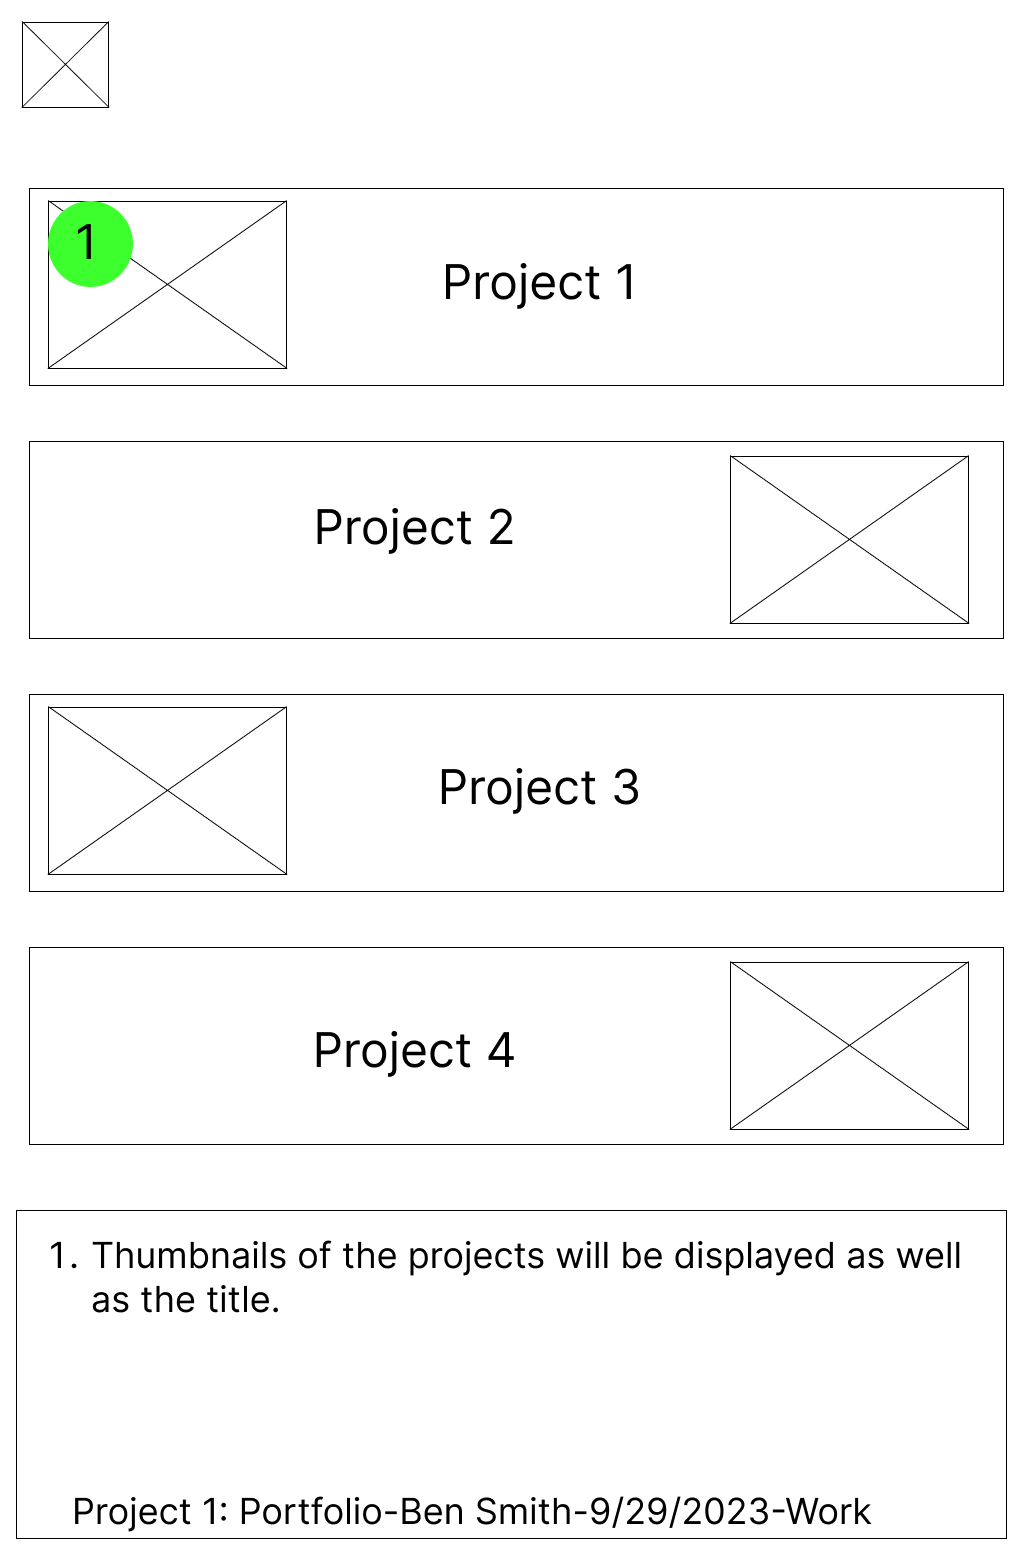 1
Project 1
Project 2
Project 3
Project 4
1. Thumbnails of the projects will be displayed as well
as the title.
Project 1: Portfolio-Ben Smith-9/29/2023-Work